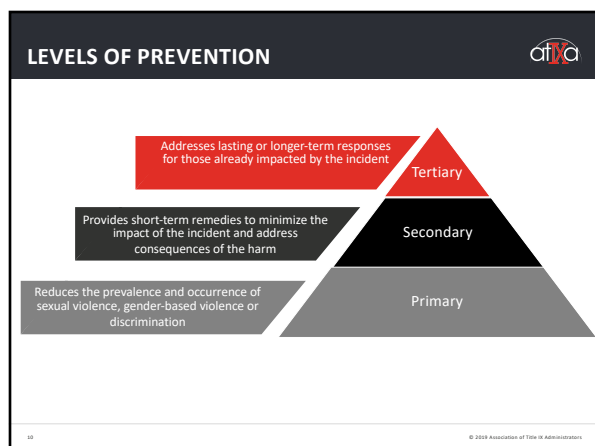 LEVELS OF PREVENTION
atIXa
Addresses lasting or longer-term responses
for those already impacted by the incident
Tertiary
Provides short-term remedies to minimize the
impact of the incident and address
consequences of the harm
Secondary
Reduces the prevalence and occurrence of
sexual violence, gender-based violence or
discrimination
Primary
10
© 2019 Association of Title IX Administrators